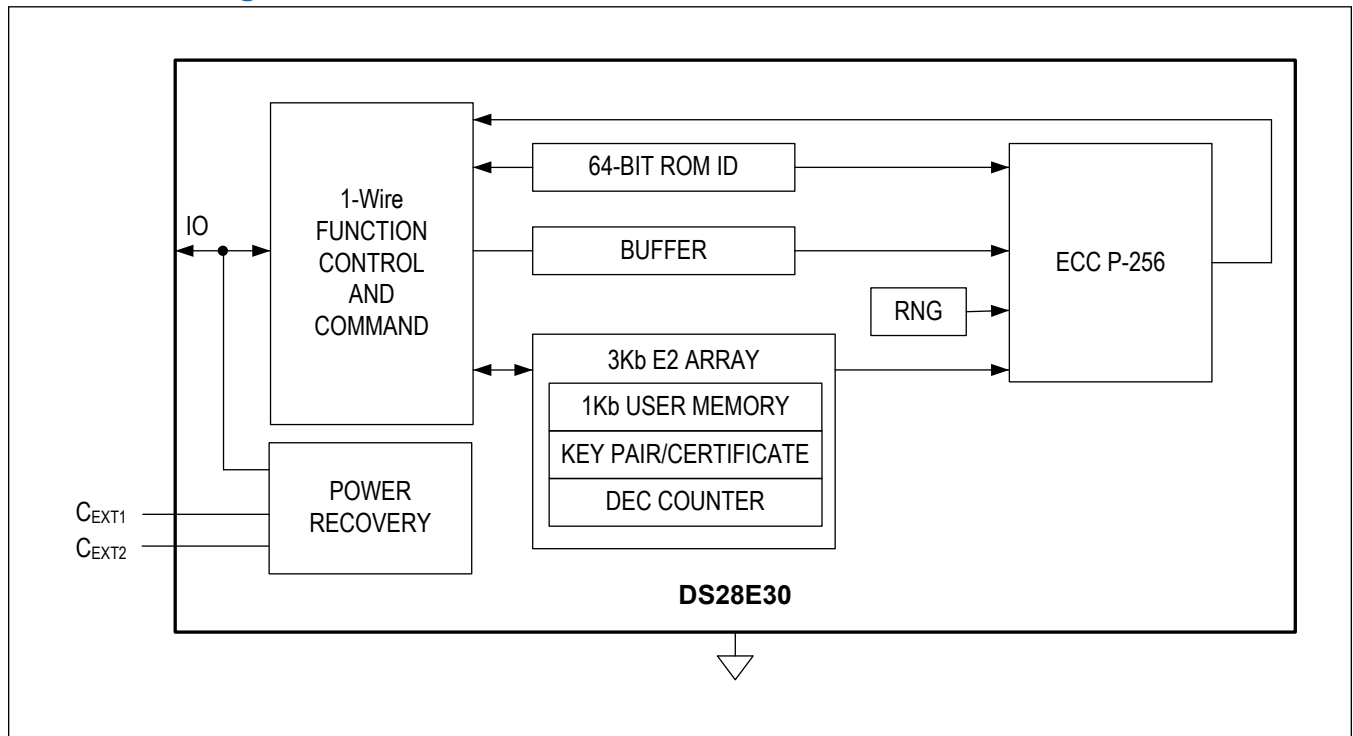 1-Wire
FUNCTION
CONTROL
AND
COMMAND
IO
64-BIT ROM ID
BUFFER
RNG
ECC P-256
3Kb E2 ARRAY
1Kb USER MEMORY
KEY PAIR/CERTIFICATE
DEC COUNTER
POWER
RECOVERY
CEXT1
CEXT2
DS28E30